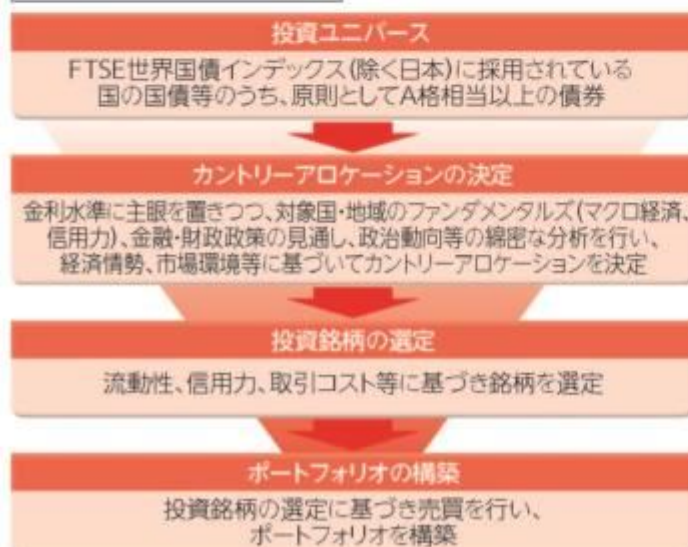 投資ユニバース
FTSE世界国債インデックス(除く日本)に採用されている
国の国債等のうち、原則としてA格相当以上の債券
カントリーアロケーションの決定
金利水準に主眼を置きつつ、対象国・地域のファンダメンタルズ(マクロ経済、
信用力)、金融・財政政策の見通し、政治動向等の綿密な分析を行い、
経済情勢、市場環境等に基づいてカントリーアロケーションを決定
投資銘柄の選定
流動性、信用力、取引コスト等に基づき銘柄を選定
ポートフォリオの構築
投資銘柄の選定に基づき売買を行い、
ポートフォリオを構築